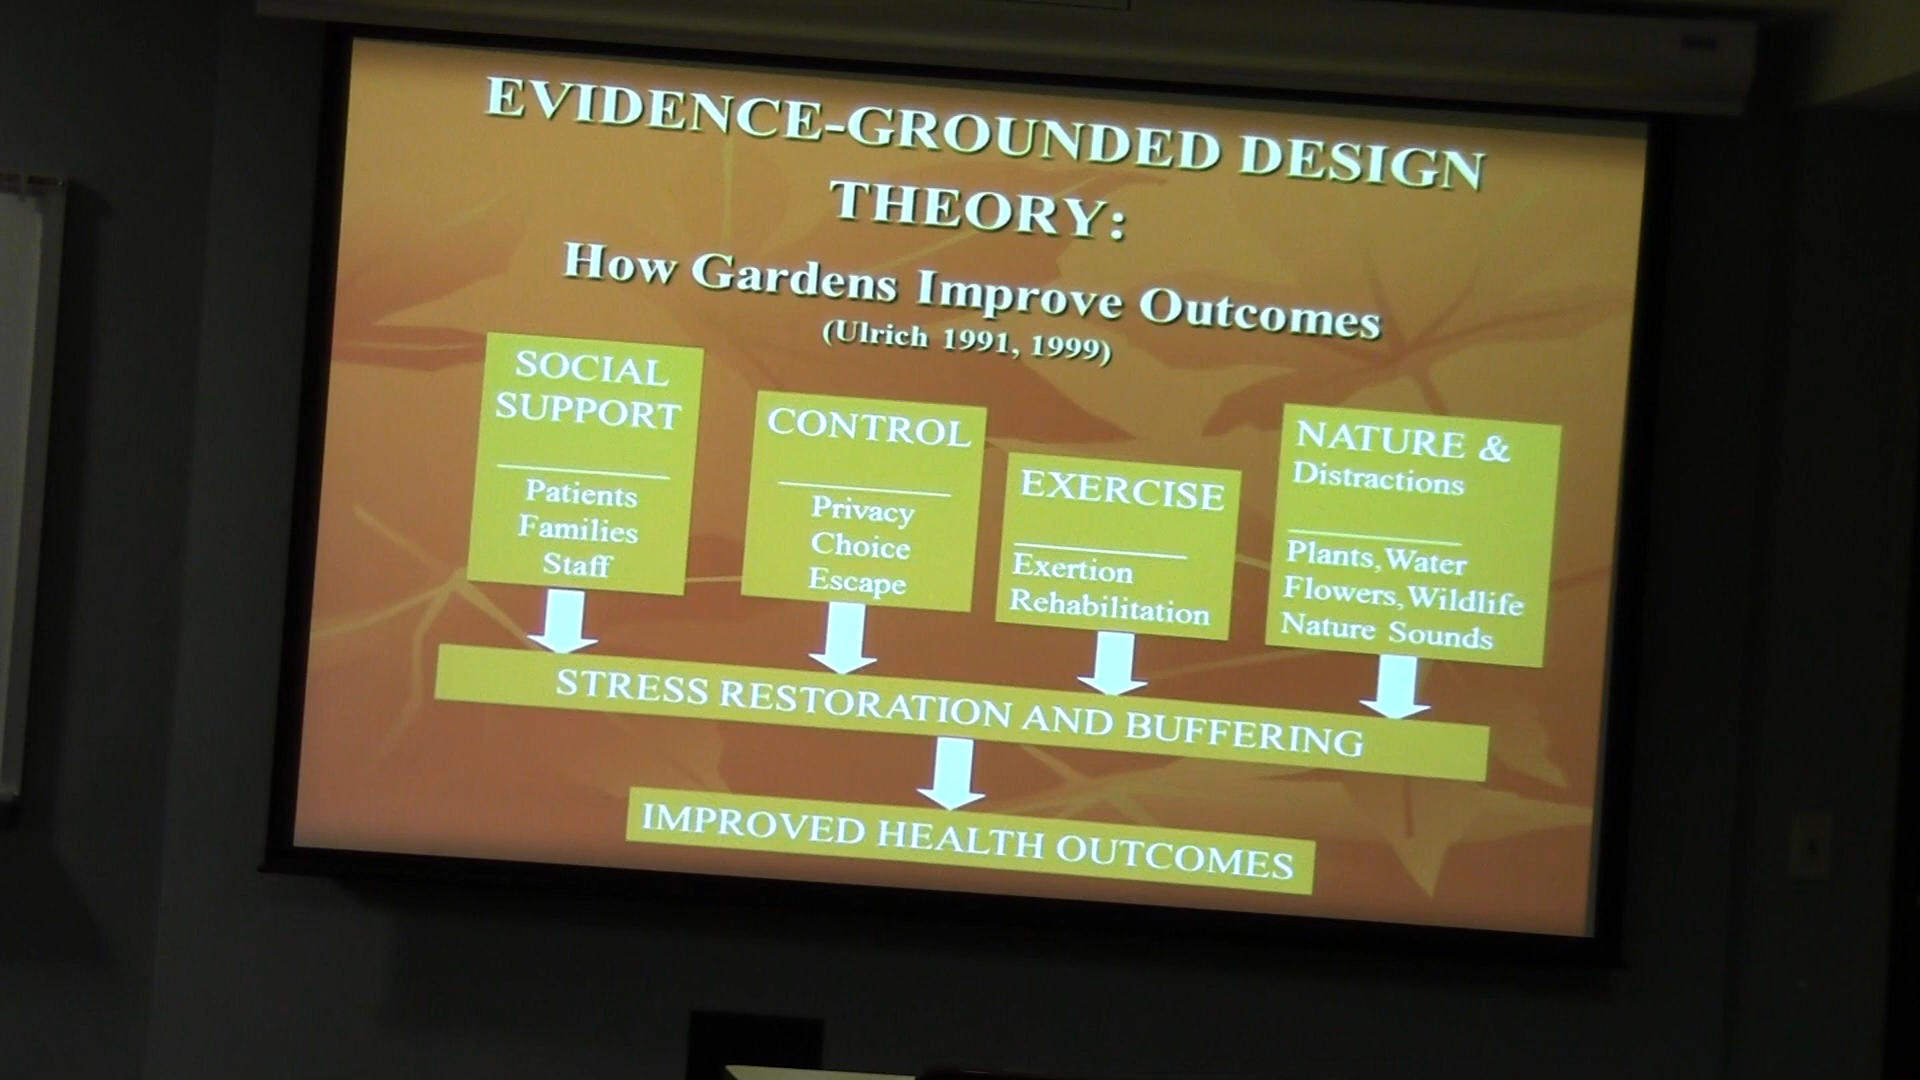 EVIDENCE-GROUNDED DESIGN
THEORY:
How Gardens Improve Outcomes
(Ulrich 1991, 1999)
SOCIAL
SUPPORT
Patients
Families
Staff
CONTROL
Privacy
Choice
Escape
EXERCISE
Exertion
Rehabilitation
NATURE &
Distractions
Plants, Water
Flowers, Wildlife
Nature Sounds
STRESS RESTORATION AND BUFFERING
IMPROVED HEALTH OUTCOMES